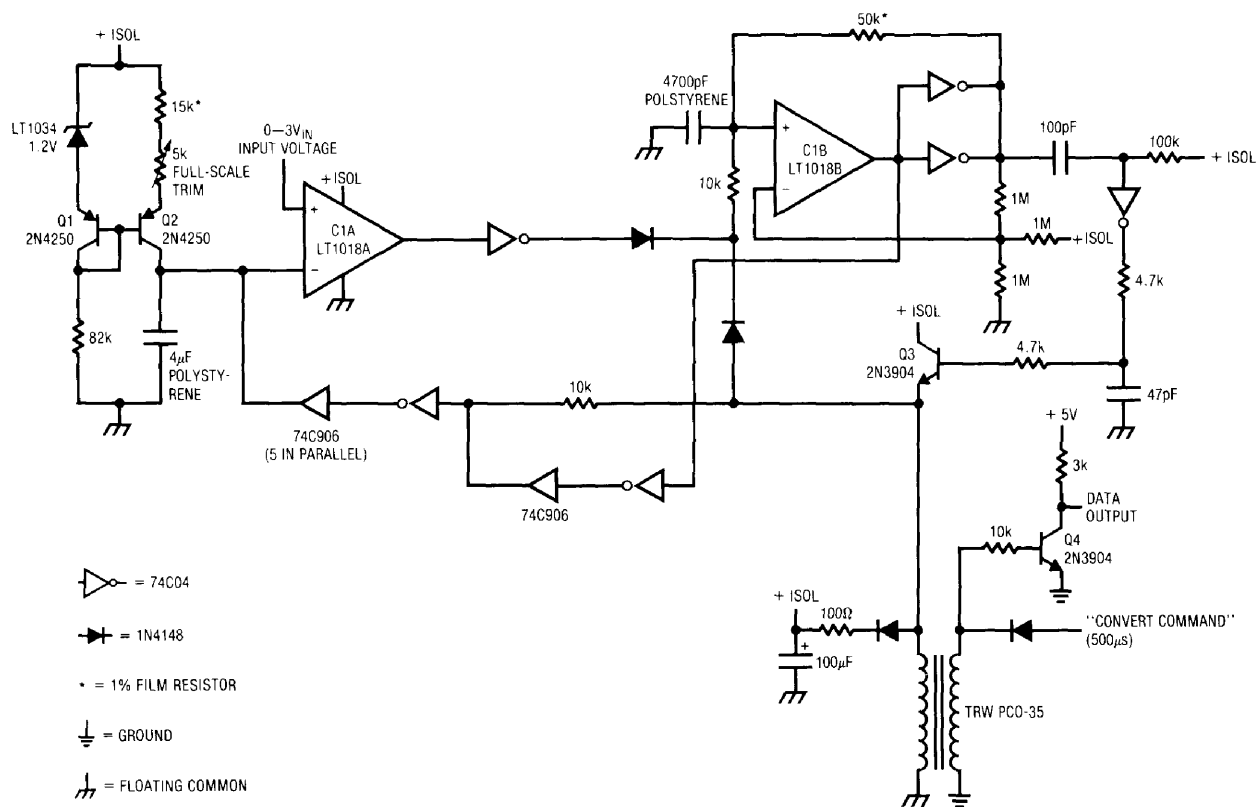 + ISOL
15k*
LT1034
1.2V
5k
FULL-SCALE
TRIM
Q1
2N4250
Q2
2N4250
82k
4µF
POLYSTY-
RENE
0–3VIN
INPUT VOLTAGE
+ISOL
+
C1A
LT1018A
–
50k*
4700pF
POLSTYRENE
10k
+
C1B
LT1018B
–
100pF
100k
+ ISOL
1M
1M
+ISOL
1M
4.7k
+ ISOL
Q3
2N3904
4.7k
47pF
10k
74C906
(5 IN PARALLEL)
74C906
+ 5V
3k
DATA
OUTPUT
10k
Q4
2N3904
+ ISOL
100Ω
+
100µF
"CONVERT COMMAND"
(500µs)
TRW PCO-35
= 74C04
= 1N4148
* = 1% FILM RESISTOR
= GROUND
= FLOATING COMMON